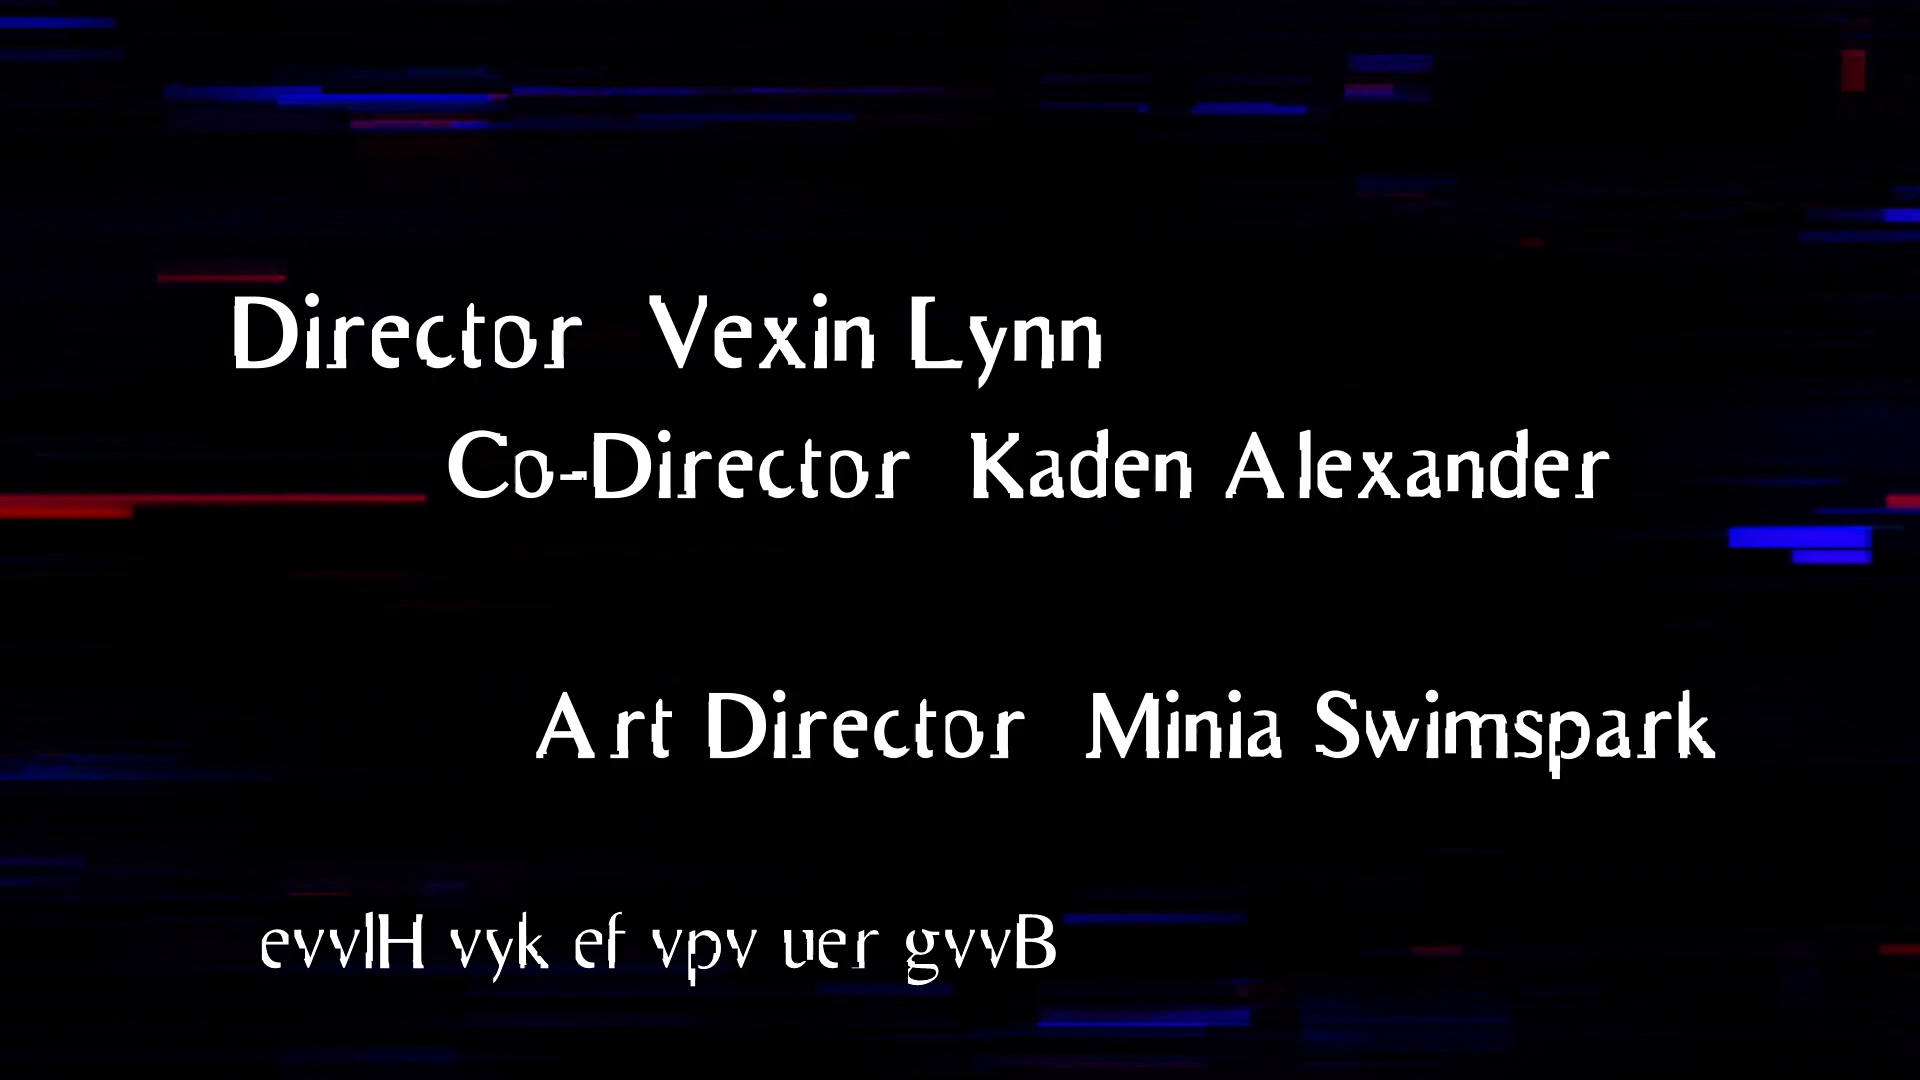 Director Vexin Lynn
Co-Director Kaden Alexander
Art Director Minia Swimspark
evvlH vyk ef vpv uer gvvB